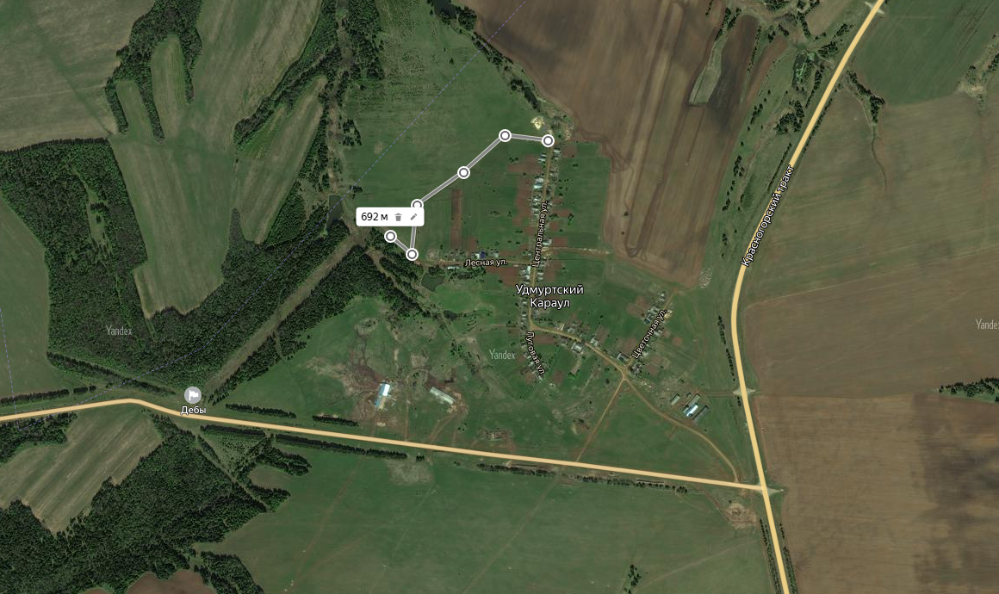 692 м
Центральная ул.
Красногорский тракт
Лесная ул.
Удмуртский
Караул
Цветочная ул.
Yandex
Yandex
Yandex
Луговая ул.
Дебы